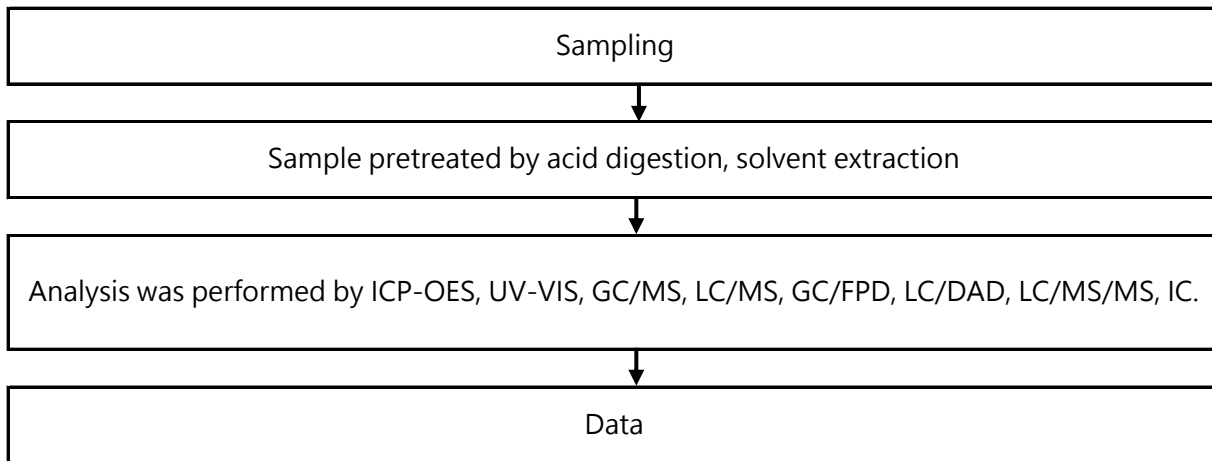 Sampling
Sample pretreated by acid digestion, solvent extraction
Analysis was performed by ICP-OES, UV-VIS, GC/MS, LC/MS, GC/FPD, LC/DAD, LC/MS/MS, IC.
Data